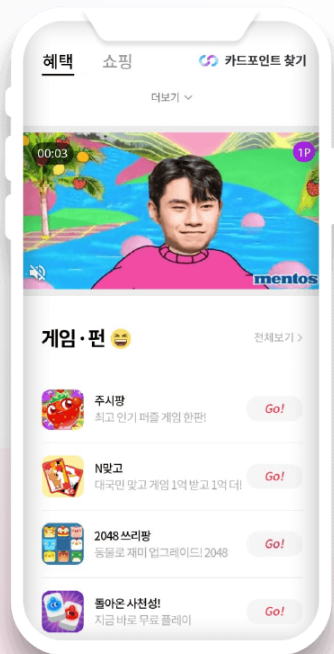 혜택 쇼핑 카드포인트 찾기
더보기
00:03 1P
mentos
게임·펀 전체보기
주시팡
최고 인기 퍼즐 게임 한판!
Go!
N맞고
대국민 맞고 게임 1억 받고 1억 더!
Go!
2048 쓰리팡
동물로 재미 업그레이드! 2048
Go!
돌아온 사천성!
지금 바로 무료 플레이
Go!